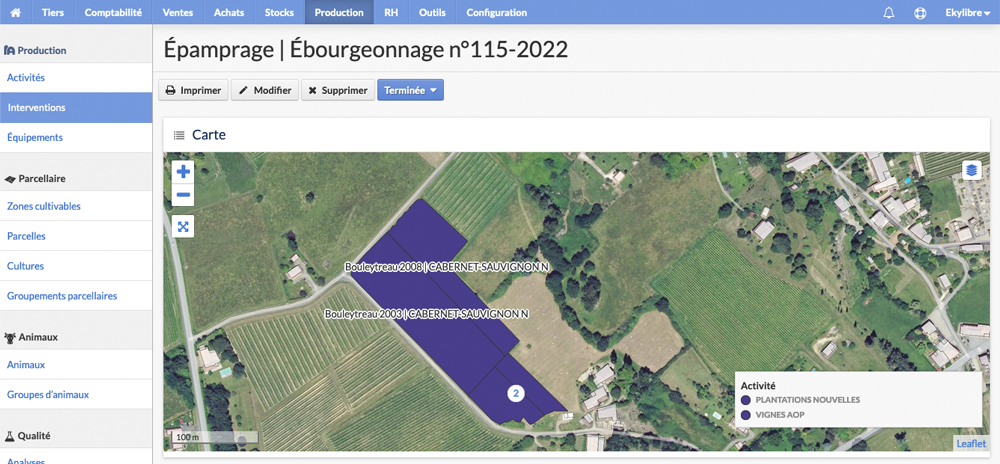 Tiers Comptabilité Ventes Achats Stocks Production RH Outils Configuration Ekylibre
Épamprage | Ébourgeonnage n°115-2022
Production
Activités
Interventions
Équipements
Parcellaire
Zones cultivables
Parcelles
Cultures
Groupements parcellaires
Animaux
Animaux
Groupes d'animaux
Qualité
Analyses
Imprimer Modifier Supprimer Terminée
Carte
Bouleytreau 2008 | CABERNET-SAUVIGNON N
Bouleytreau 2003 | CABERNET-SAUVIGNON N
2
Activité
PLANTATIONS NOUVELLES
VIGNES AOP
100 m
Leaflet